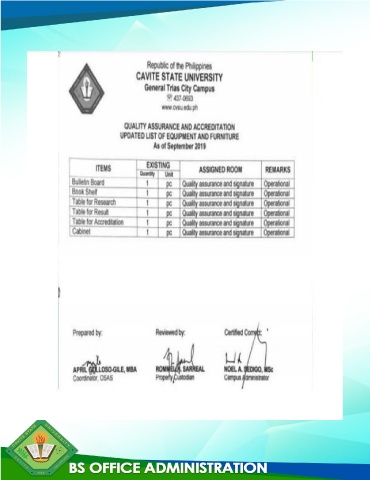 Republic of the Philippines
CAVITE STATE UNIVERSITY
General Trias City Campus
☏ 437-0693
www.cvsu.edu.ph
QUALITY ASSURANCE AND ACCREDITATION
UPDATED LIST OF EQUIPMENT AND FURNITURE
As of September 2019
ITEMS EXISTING ASSIGNED ROOM REMARKS
Quantity Unit
Bulletin Board 1 pc Quality assurance and signature Operational
Book Shelf 1 pc Quality assurance and signature Operational
Table for Research 1 pc Quality assurance and signature Operational
Table for Result 1 pc Quality assurance and signature Operational
Table for Accreditation 1 pc Quality assurance and signature Operational
Cabinet 1 pc Quality assurance and signature Operational
Prepared by: Reviewed by: Certified Correct:
APRIL -GILE, MBA ROMMEL R. SARREAL NOEL A. SEDIGO, MSc
Coordinator, OSAS Property Custodian Campus Administrator
BS OFFICE ADMINISTRATION